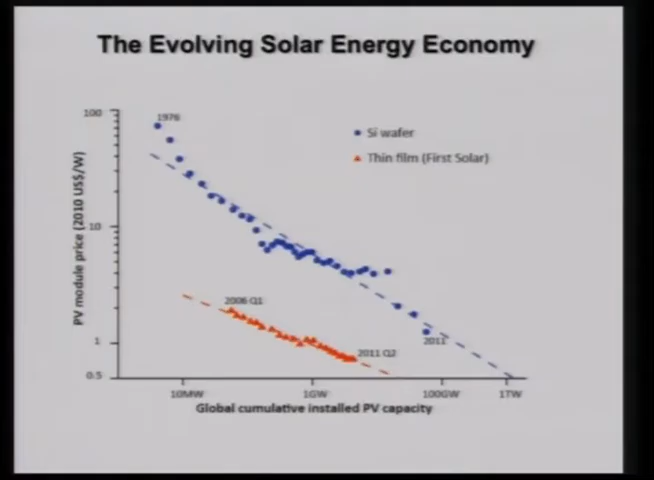 The Evolving Solar Energy Economy
100
1976
Si wafer
Thin film (First Solar)
PV module price (2010 US$/W)
10
2006 Q1
1
2011
2011 Q2
0.5
10MW
1GW
100GW
1TW
Global cumulative installed PV capacity